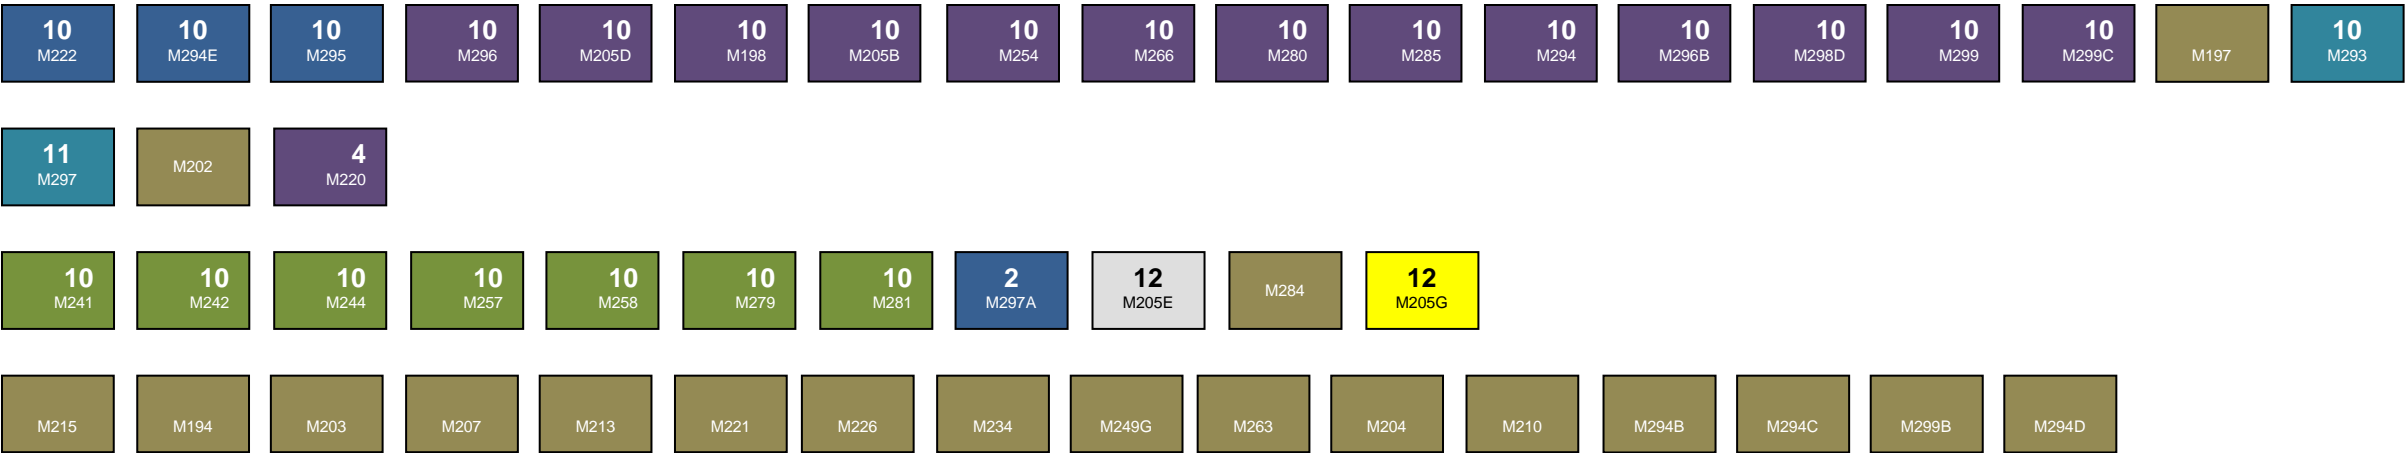 10 10 10 10 10 10 10 10 10 10 10 10 10 10 10 10 10
M222 M294E M295 M296 M205D M198 M205B M254 M266 M280 M285 M294 M296B M298D M299 M299C M197 M293
11 4
M297 M202 M220
10 10 10 10 10 10 10 2 12 12
M241 M242 M244 M257 M258 M279 M281 M297A M205E M284 M205G
M215 M194 M203 M207 M213 M221 M226 M234 M249G M263 M204 M210 M294B M294C M299B M294D